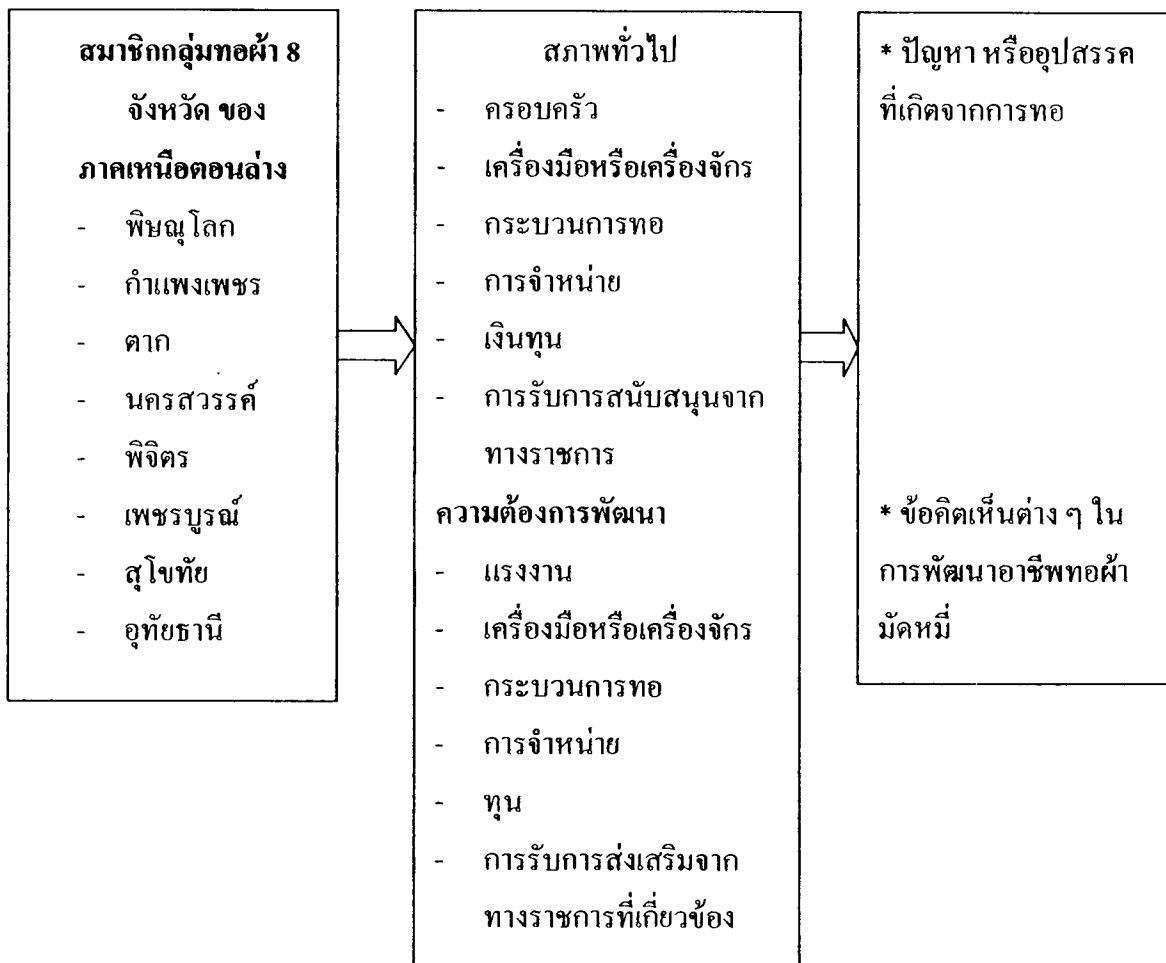 สมาชิกกลุ่มทอผ้า 8
จังหวัด ของ
ภาคเหนือตอนล่าง
- พิษณุโลก
- กำแพงเพชร
- ตาก
- นครสวรรค์
- พิจิตร
- เพชรบูรณ์
- สุโขทัย
- อุทัยธานี
สภาพทั่วไป
- ครอบครัว
- เครื่องมือหรือเครื่องจักร
- กระบวนการทอ
- การจำหน่าย
- เงินทุน
- การรับการสนับสนุนจาก
ทางราชการ
ความต้องการพัฒนา
- แรงงาน
- เครื่องมือหรือเครื่องจักร
- กระบวนการทอ
- การจำหน่าย
- ทุน
- การรับการส่งเสริมจาก
ทางราชการที่เกี่ยวข้อง
* ปัญหา หรืออุปสรรค
ที่เกิตจากการทอ
* ข้อคิตเห็นต่าง ๆ ใน
การพัฒนาอาชีพทอผ้า
มัดหมี่